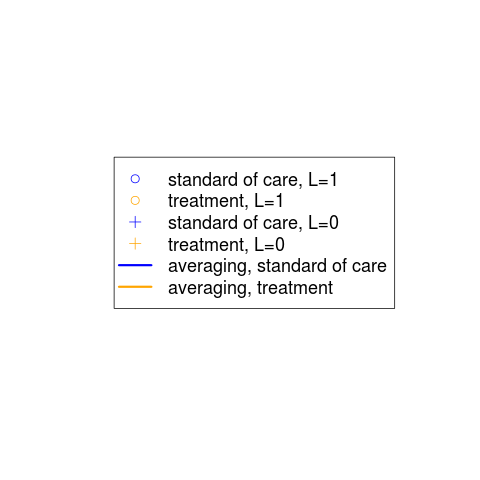 standard of care, L=1
treatment, L=1
standard of care, L=0
treatment, L=0
averaging, standard of care
averaging, treatment